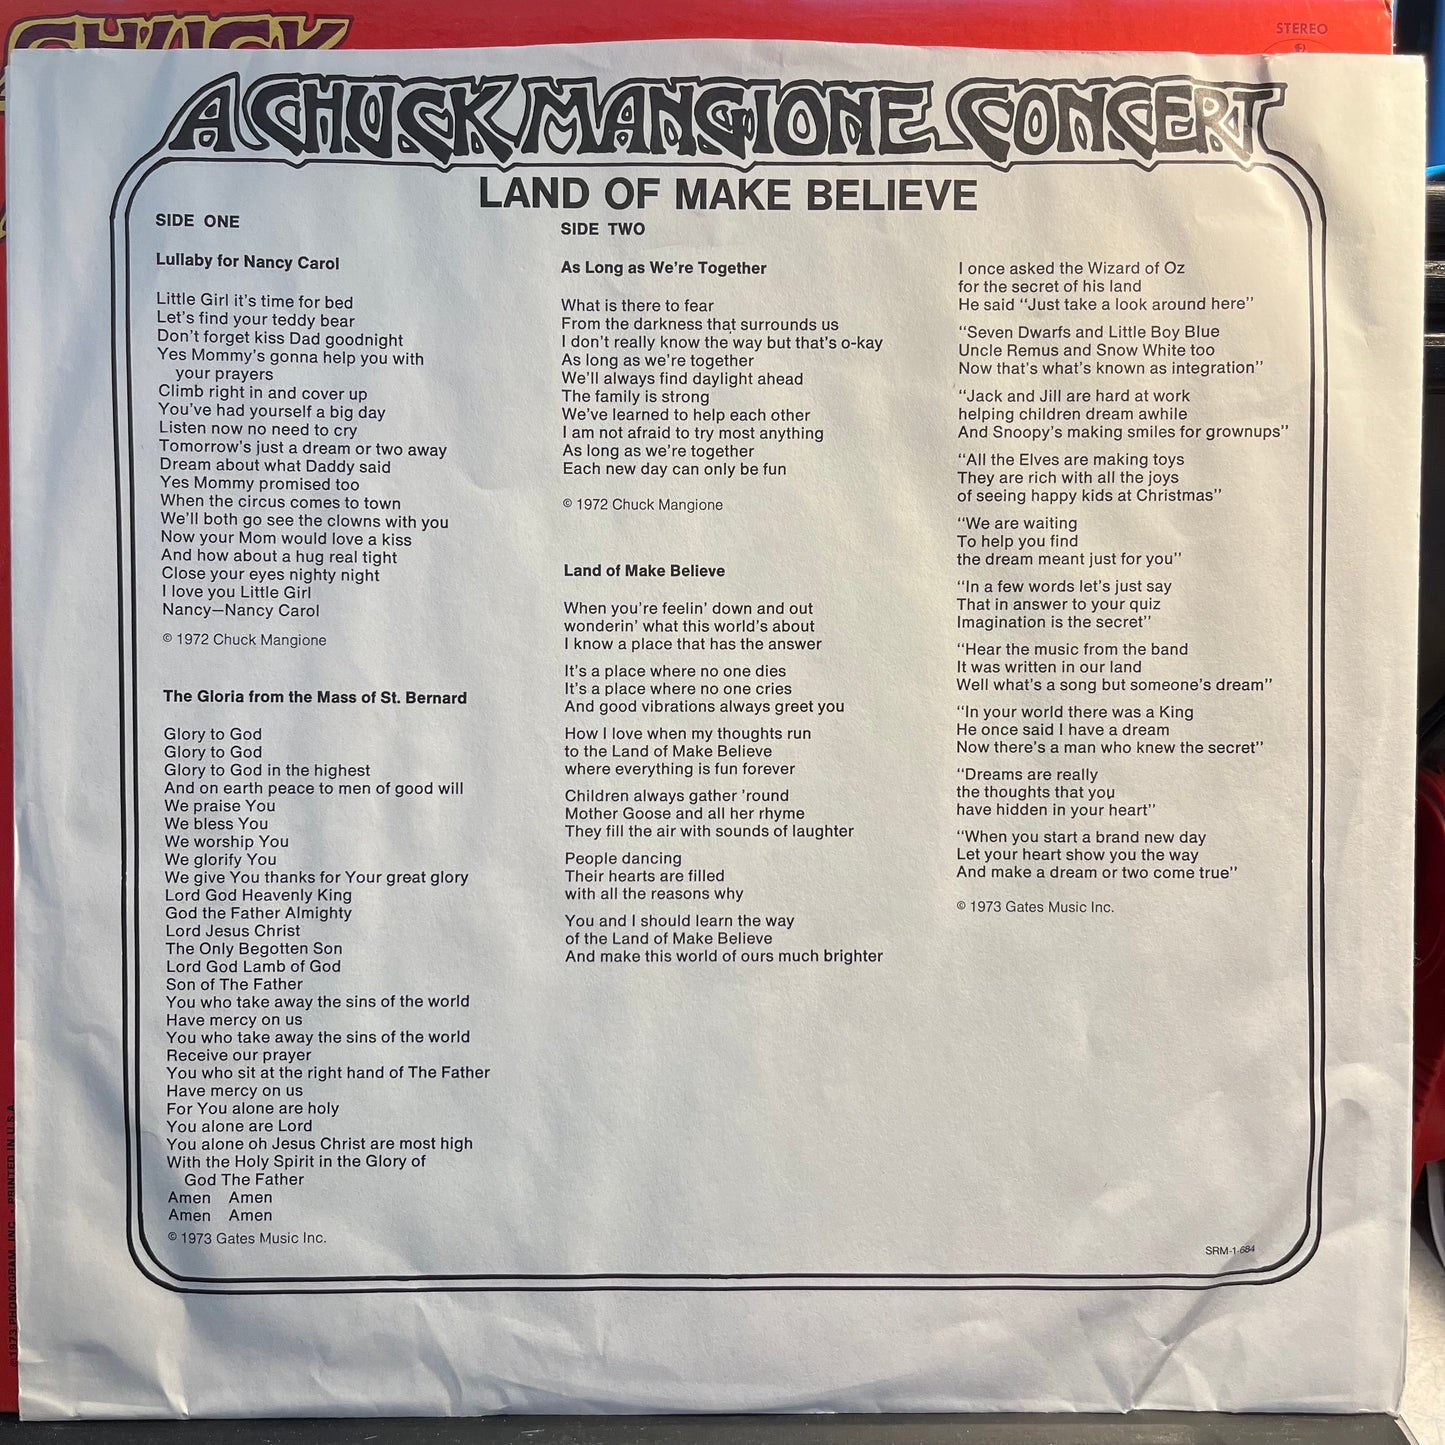 CHUCK
STEREO
A CHUCK MANGIONE CONCERT
LAND OF MAKE BELIEVE
SIDE ONE
Lullaby for Nancy Carol
Little Girl it's time for bed
Let's find your teddy bear
Don't forget kiss Dad goodnight
Yes Mommy's gonna help you with
your prayers
Climb right in and cover up
You've had yourself a big day
Listen now no need to cry
Tomorrow's just a dream or two away
Dream about what Daddy said
Yes Mommy promised too
When the circus comes to town
We'll both go see the clowns with you
Now your Mom would love a kiss
And how about a hug real tight
Close your eyes nighty night
I love you Little Girl
Nancy—Nancy Carol
© 1972 Chuck Mangione
The Gloria from the Mass of St. Bernard
Glory to God
Glory to God
Glory to God in the highest
And on earth peace to men of good will
We praise You
We bless You
We worship You
We glorify You
We give You thanks for Your great glory
Lord God Heavenly King
God the Father Almighty
Lord Jesus Christ
The Only Begotten Son
Lord God Lamb of God
Son of The Father
You who take away the sins of the world
Have mercy on us
You who take away the sins of the world
Receive our prayer
You who sit at the right hand of The Father
Have mercy on us
For You alone are holy
You alone are Lord
You alone oh Jesus Christ are most high
With the Holy Spirit in the Glory of
God The Father
Amen Amen
Amen Amen
© 1973 Gates Music Inc.
SIDE TWO
As Long as We're Together
What is there to fear
From the darkness that surrounds us
I don't really know the way but that's o-kay
As long as we're together
We'll always find daylight ahead
The family is strong
We've learned to help each other
I am not afraid to try most anything
As long as we're together
Each new day can only be fun
© 1972 Chuck Mangione
Land of Make Believe
When you're feelin' down and out
wonderin' what this world's about
I know a place that has the answer
It's a place where no one dies
It's a place where no one cries
And good vibrations always greet you
How I love when my thoughts run
to the Land of Make Believe
where everything is fun forever
Children always gather 'round
Mother Goose and all her rhyme
They fill the air with sounds of laughter
People dancing
Their hearts are filled
with all the reasons why
You and I should learn the way
of the Land of Make Believe
And make this world of ours much brighter
I once asked the Wizard of Oz
for the secret of his land
He said "Just take a look around here"
"Seven Dwarfs and Little Boy Blue
Uncle Remus and Snow White too
Now that's what's known as integration"
"Jack and Jill are hard at work
helping children dream awhile
And Snoopy's making smiles for grownups"
"All the Elves are making toys
They are rich with all the joys
of seeing happy kids at Christmas"
"We are waiting
To help you find
the dream meant just for you"
"In a few words let's just say
That in answer to your quiz
Imagination is the secret"
"Hear the music from the band
It was written in our land
Well what's a song but someone's dream"
"In your world there was a King
He once said I have a dream
Now there's a man who knew the secret"
"Dreams are really
the thoughts that you
have hidden in your heart"
"When you start a brand new day
Let your heart show you the way
And make a dream or two come true"
© 1973 Gates Music Inc.
SRM-1-684
©1973 PHONOGRAM, INC. • PRINTED IN U.S.A.